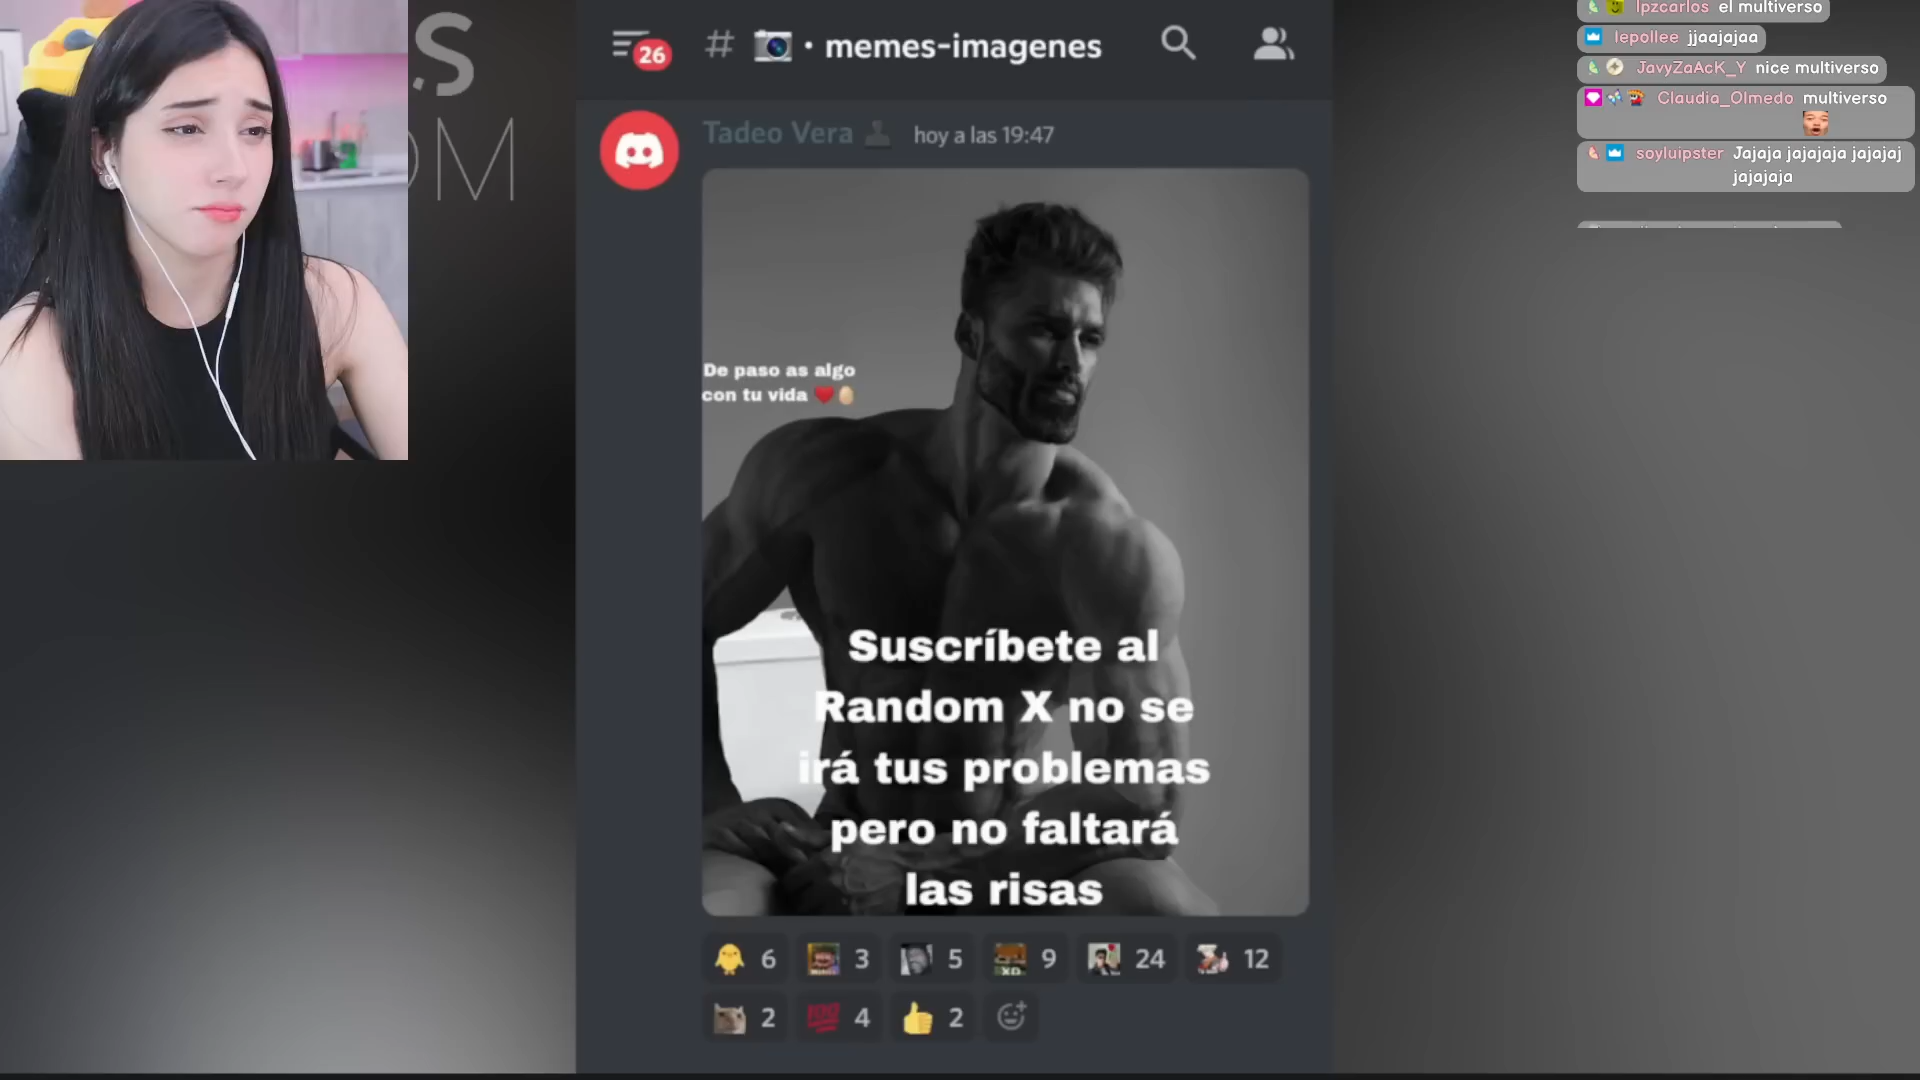 S
OM
26
# • memes-imagenes
Tadeo Vera hoy a las 19:47
De paso as algo
con tu vida ❤️🥚
Suscríbete al
Random X no se
irá tus problemas
pero no faltará
las risas
6 3 5 9 24 12
2 💯 4 👍 2
lpzcarlos el multiverso
lepollee jjaajajaa
JavyZaAcK_Y nice multiverso
Claudia_Olmedo multiverso
soyluipster Jajaja jajajaja jajajaj
jajajaja